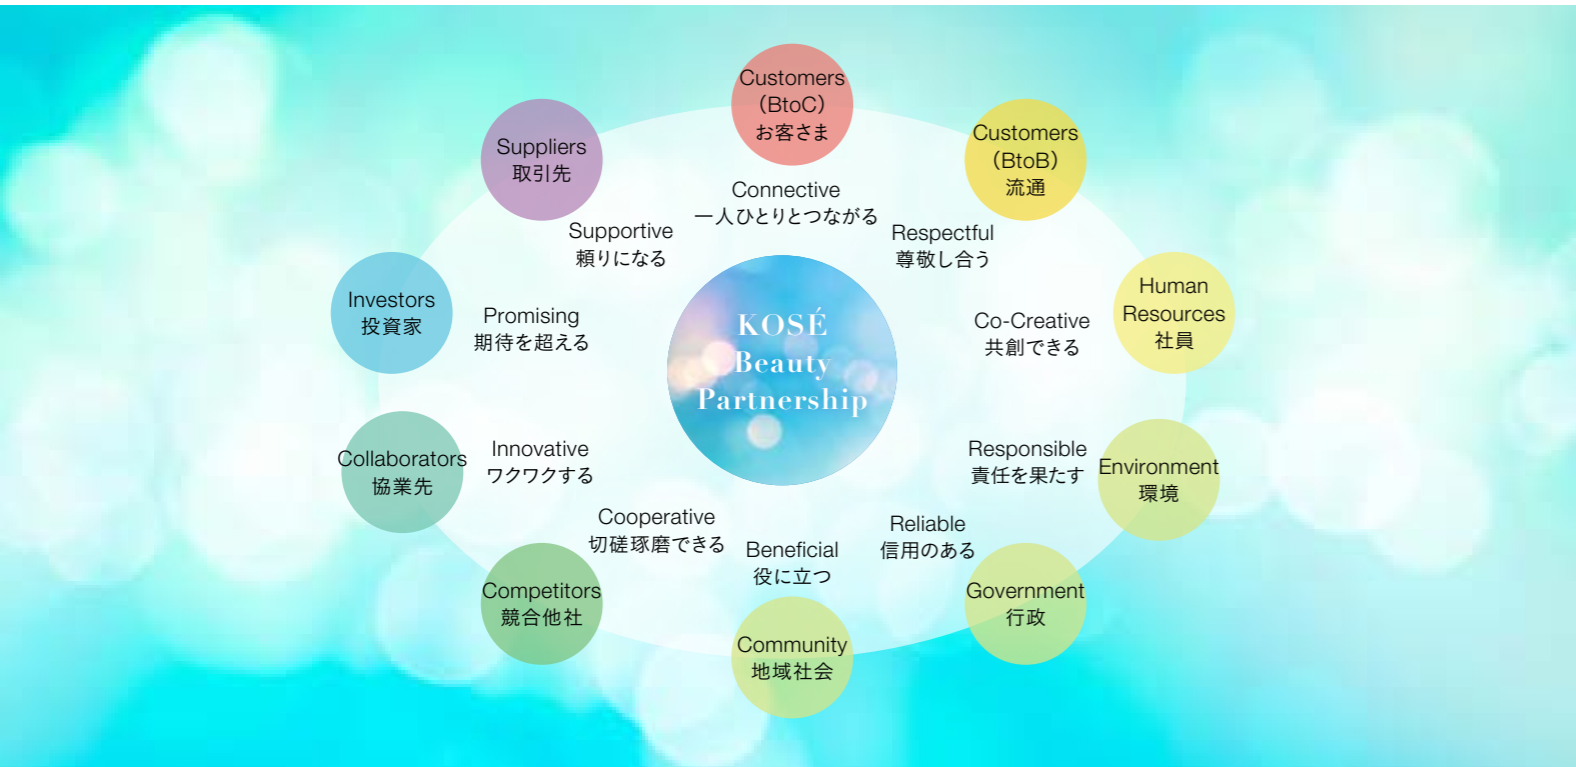 Customers
（BtoC）
お客さま
Connective
一人ひとりとつながる
Customers
（BtoB）
流通
Respectful
尊敬し合う
Human
Resources
社員
Co-Creative
共創できる
Environment
環境
Responsible
責任を果たす
Government
行政
Reliable
信用のある
Community
地域社会
Beneficial
役に立つ
Competitors
競合他社
Cooperative
切磋琢磨できる
Collaborators
協業先
Innovative
ワクワクする
Investors
投資家
Promising
期待を超える
Suppliers
取引先
Supportive
頼りになる
KOSÉ
Beauty
Partnership